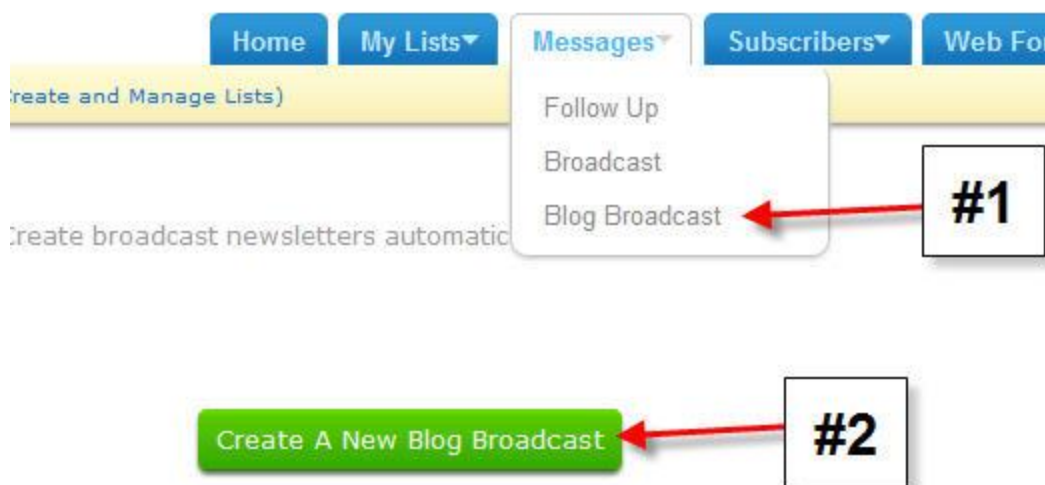 Home My Lists Messages Subscribers Web
Create and Manage Lists)
Follow Up
Broadcast
Blog Broadcast
#1
Create broadcast newsletters
Create A New Blog Broadcast
#2